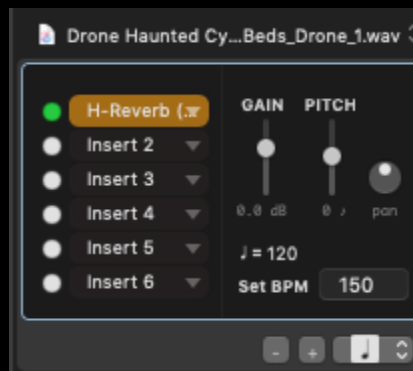 Drone Haunted Cy...Beds_Drone_1.wav
H-Reverb (.
GAIN PITCH
Insert 2
Insert 3
Insert 4
0.0 dB 0 ♪ pan
Insert 5
♩ = 120
Insert 6
Set BPM 150
- + ♩